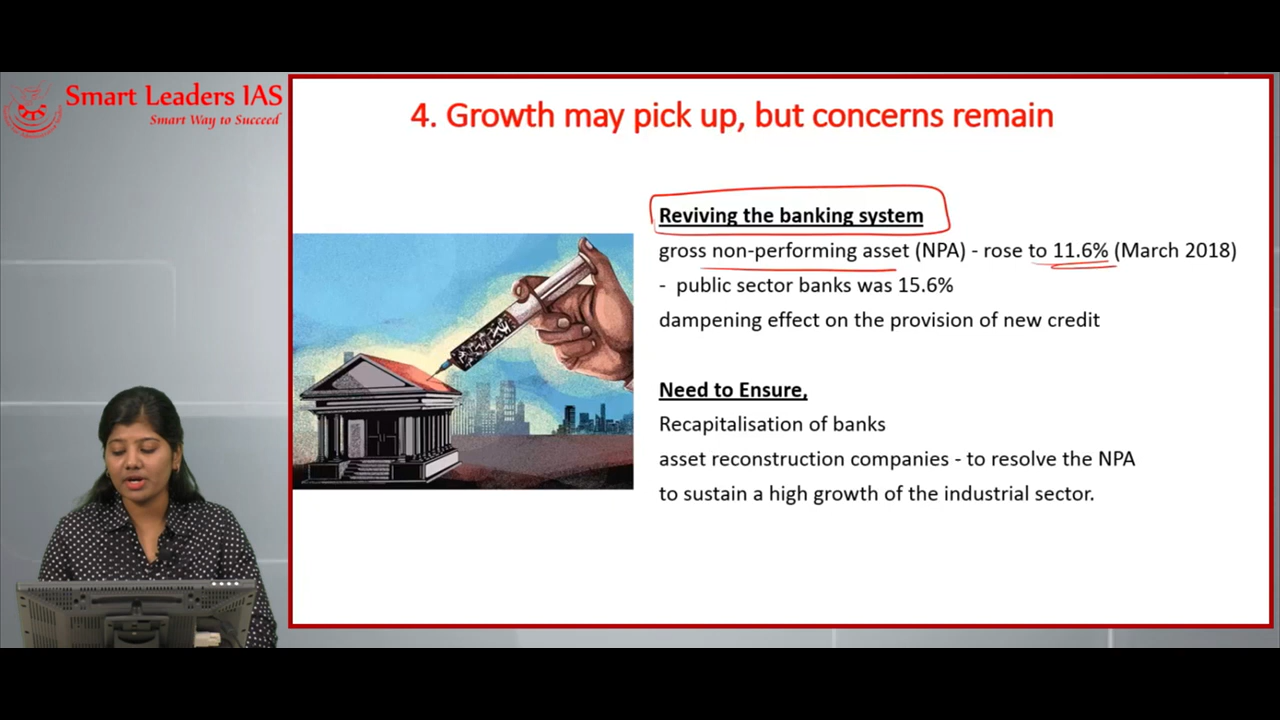 Smart Leaders IAS
Smart Way to Succeed
4. Growth may pick up, but concerns remain
Reviving the banking system
gross non-performing asset (NPA) - rose to 11.6% (March 2018)
- public sector banks was 15.6%
dampening effect on the provision of new credit
Need to Ensure,
Recapitalisation of banks
asset reconstruction companies - to resolve the NPA
to sustain a high growth of the industrial sector.